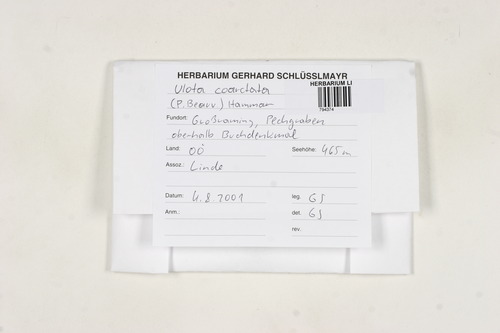 HERBARIUM GERHARD SCHLÜSSLMAYR
HERBARIUM LI
794374
Ulota coarctata
(P. Beauv.) Hammar
Fundort: Großraming, Pechgraben
oberhalb Buchdenkmal
Land: OÖ Seehöhe: 465 m
Assoz.: Linde
Datum: 4.8.2001 leg. GS
Anm.: det. GS
rev.